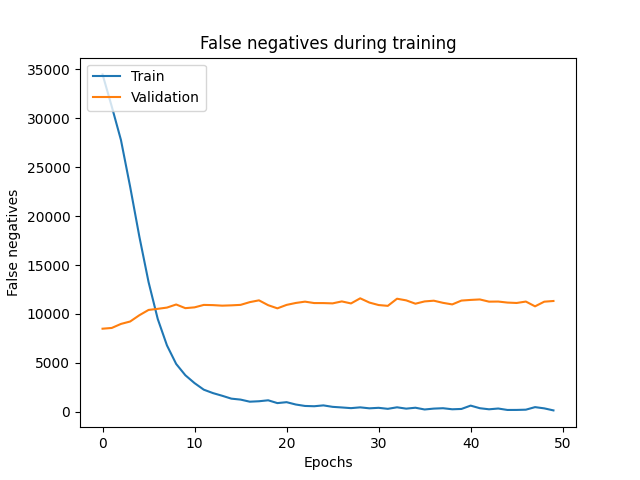 False negatives during training
Train
Validation
False negatives
35000
30000
25000
20000
15000
10000
5000
0
0 10 20 30 40 50
Epochs